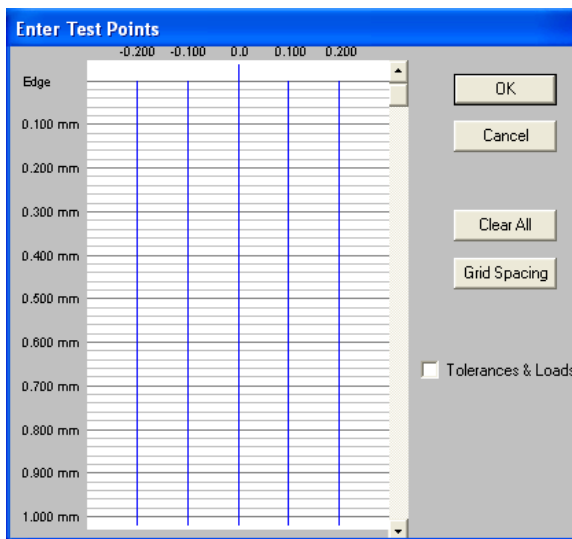 Enter Test Points
-0.200 -0.100 0.0 0.100 0.200
Edge
0.100 mm
0.200 mm
0.300 mm
0.400 mm
0.500 mm
0.600 mm
0.700 mm
0.800 mm
0.900 mm
1.000 mm
OK
Cancel
Clear All
Grid Spacing
Tolerances & Loads